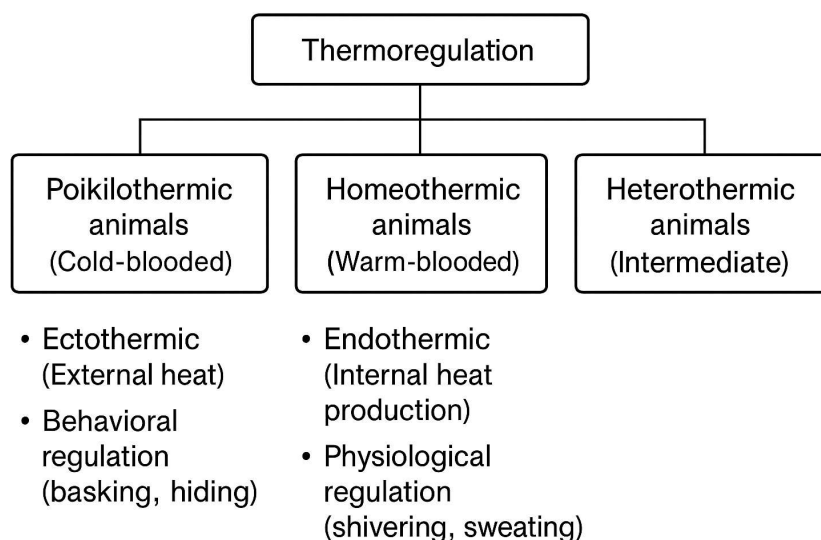 Thermoregulation
Poikilothermic
animals
(Cold-blooded)
Homeothermic
animals
(Warm-blooded)
Heterothermic
animals
(Intermediate)
• Ectothermic
(External heat)
• Behavioral
regulation
(basking, hiding)
• Endothermic
(Internal heat
production)
• Physiological
regulation
(shivering, sweating)